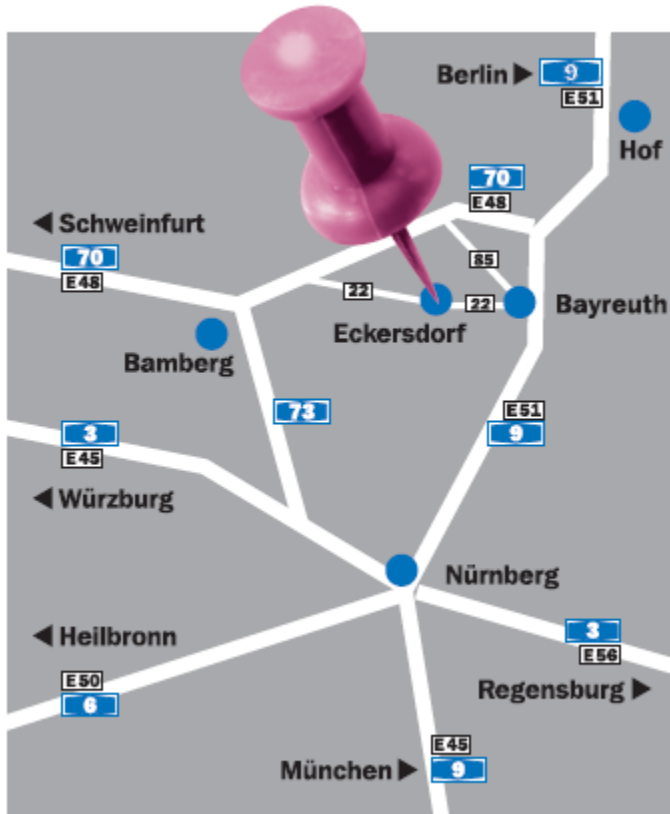 Berlin
9
E51
Hof
70
E48
Schweinfurt
70
E48
85
22
22
Bayreuth
Eckersdorf
Bamberg
73
E51
9
3
E45
Würzburg
Nürnberg
Heilbronn
3
E56
E50
6
Regensburg
E45
München
9